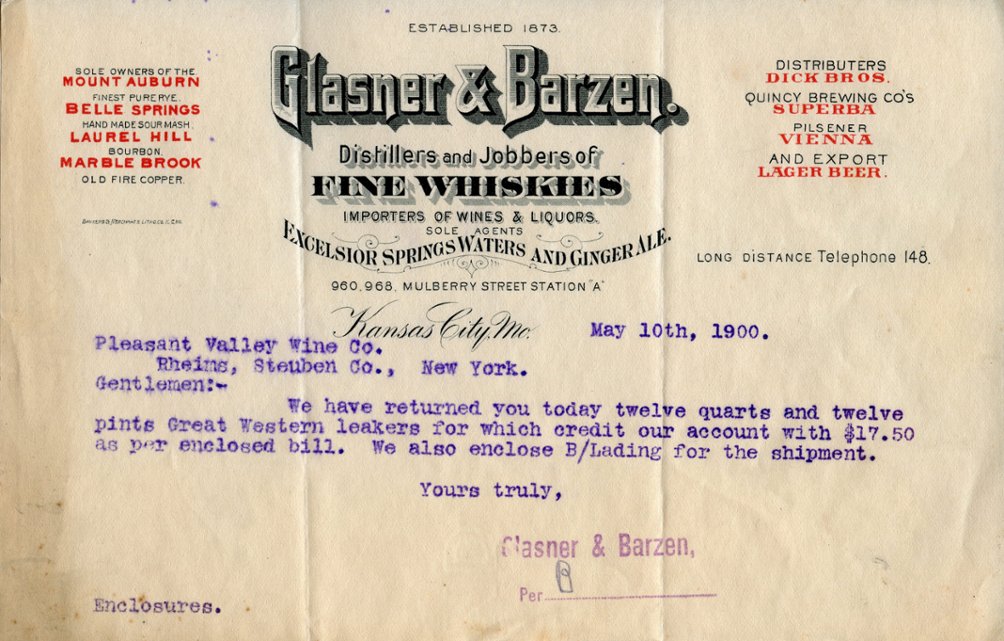 ESTABLISHED 1873.
Glasner & Barzen.
Distillers and Jobbers of
FINE WHISKIES
IMPORTERS OF WINES & LIQUORS.
SOLE AGENTS
EXCELSIOR SPRINGS WATERS AND GINGER ALE.
960,968, MULBERRY STREET STATION "A"
SOLE OWNERS OF THE
MOUNT AUBURN
FINEST PURE RYE.
BELLE SPRINGS
HAND MADE SOUR MASH.
LAUREL HILL
BOURBON.
MARBLE BROOK
OLD FIRE COPPER.
DISTRIBUTERS
DICK BROS.
QUINCY BREWING CO'S
SUPERBA
PILSENER
VIENNA
AND EXPORT
LAGER BEER.
LONG DISTANCE Telephone 148.
Kansas City, Mo. May 10th, 1900.
Pleasant Valley Wine Co.
Rheims, Steuben Co., New York.
Gentlemen:-
We have returned you today twelve quarts and twelve
pints Great Western leakers for which credit our account with $17.50
as per enclosed bill. We also enclose B/Lading for the shipment.
Yours truly,
Glasner & Barzen,
Per B
Enclosures.